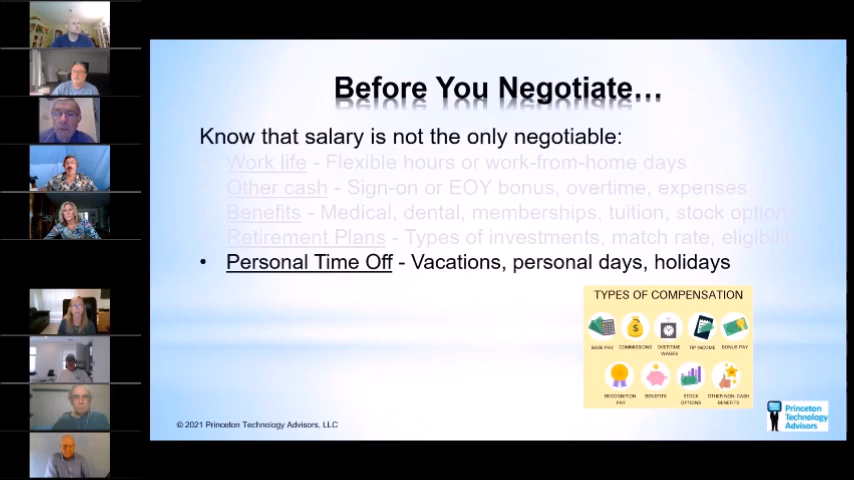 Before You Negotiate...
Know that salary is not the only negotiable:
• Work life - Flexible hours or work-from-home days
• Other cash - Sign-on or EOY bonus, overtime, expenses
• Benefits - Medical, dental, memberships, tuition, stock options
• Retirement Plans - Types of investments, match rate, eligibility
• Personal Time Off - Vacations, personal days, holidays
TYPES OF COMPENSATION
BASE PAY COMMISSIONS OVERTIME WAGES TIP INCOME BONUS PAY
RECOGNITION PAY BENEFITS STOCK OPTIONS OTHER NON-CASH BENEFITS
© 2021 Princeton Technology Advisors, LLC
Princeton
Technology
Advisors